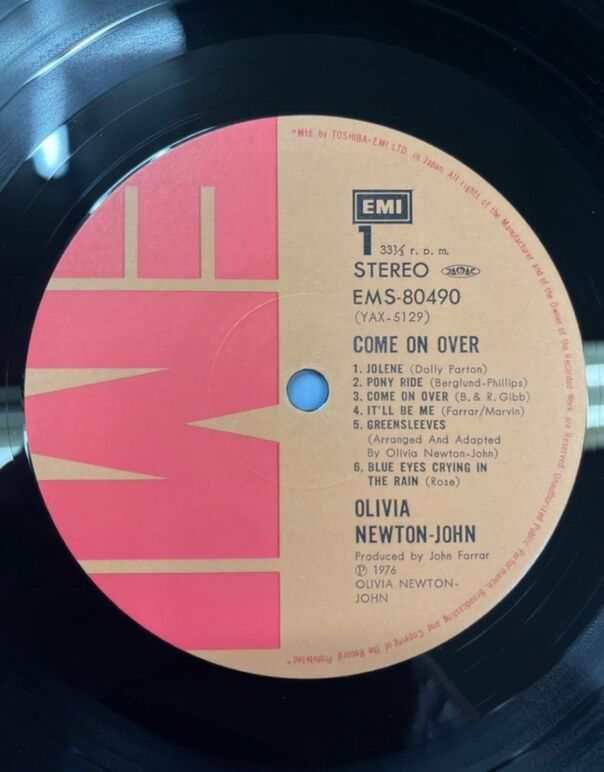 EMI
1 33⅓ r. p. m.
STEREO JASRAC
EMS-80490
(YAX-5129)
COME ON OVER
1. JOLENE (Dolly Parton)
2. PONY RIDE (Berglund-Phillips)
3. COME ON OVER (B. & R. Gibb)
4. IT'LL BE ME (Farrar/Marvin)
5. GREENSLEEVES
(Arranged And Adapted
By Olivia Newton-John)
6. BLUE EYES CRYING IN
THE RAIN (Rose)
OLIVIA
NEWTON-JOHN
Produced by John Farrar
℗ 1976
OLIVIA NEWTON-
JOHN
"Mfd. by TOSHIBA-EMI LTD. in Japan. All rights of the Manufacturer and of the Owner of the Recorded Work are Reserved. Unauthorized Public Performance, Broadcasting and Copying of the Record Prohibited"
EMI